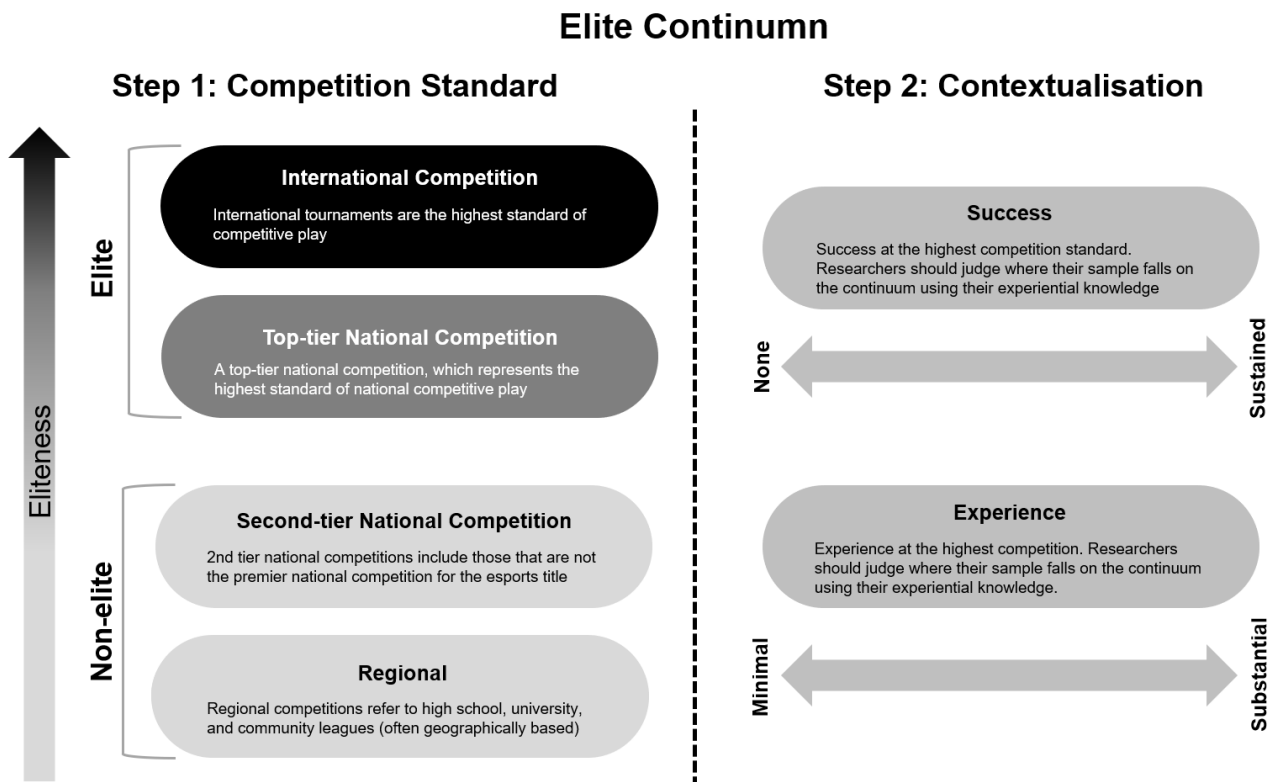 Elite Continumn
Step 1: Competition Standard
Eliteness
Elite
International Competition
International tournaments are the highest standard of
competitive play
Top-tier National Competition
A top-tier national competition, which represents the
highest standard of national competitive play
Non-elite
Second-tier National Competition
2nd tier national competitions include those that are not
the premier national competition for the esports title
Regional
Regional competitions refer to high school, university,
and community leagues (often geographically based)
Step 2: Contextualisation
Success
Success at the highest competition standard.
Researchers should judge where their sample falls on
the continuum using their experiential knowledge
None
Sustained
Experience
Experience at the highest competition. Researchers
should judge where their sample falls on the continuum
using their experiential knowledge.
Minimal
Substantial